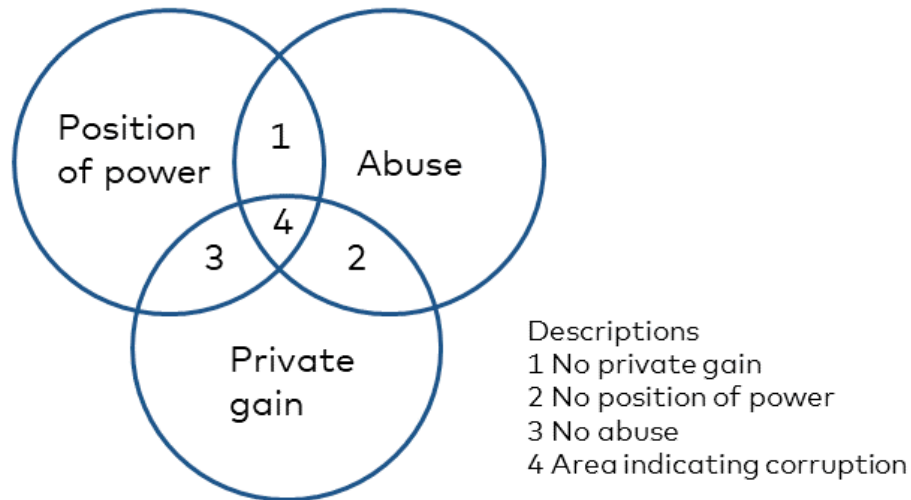 Position
of power
1
Abuse
4
3
2
Private
gain
Descriptions
1 No private gain
2 No position of power
3 No abuse
4 Area indicating corruption